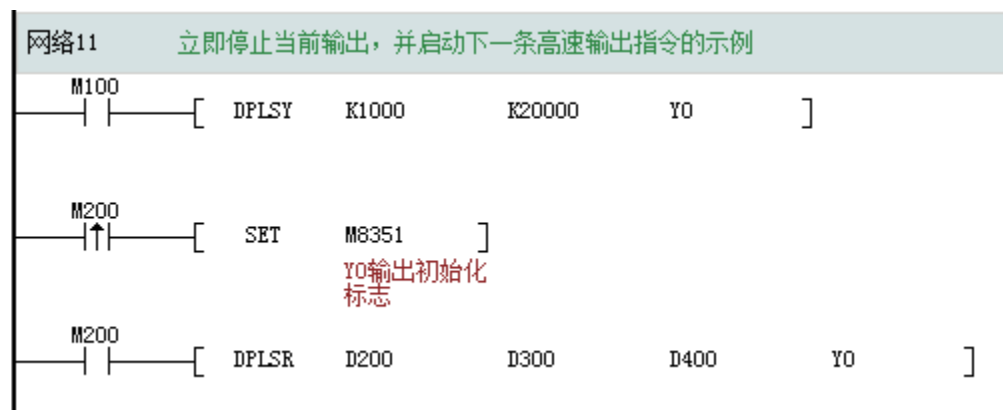 网络11 立即停止当前输出，并启动下一条高速输出指令的示例
M100
[ DPLSY K1000 K20000 Y0 ]
M200
[ SET M8351 ]
Y0输出初始化
标志
M200
[ DPLSR D200 D300 D400 Y0 ]